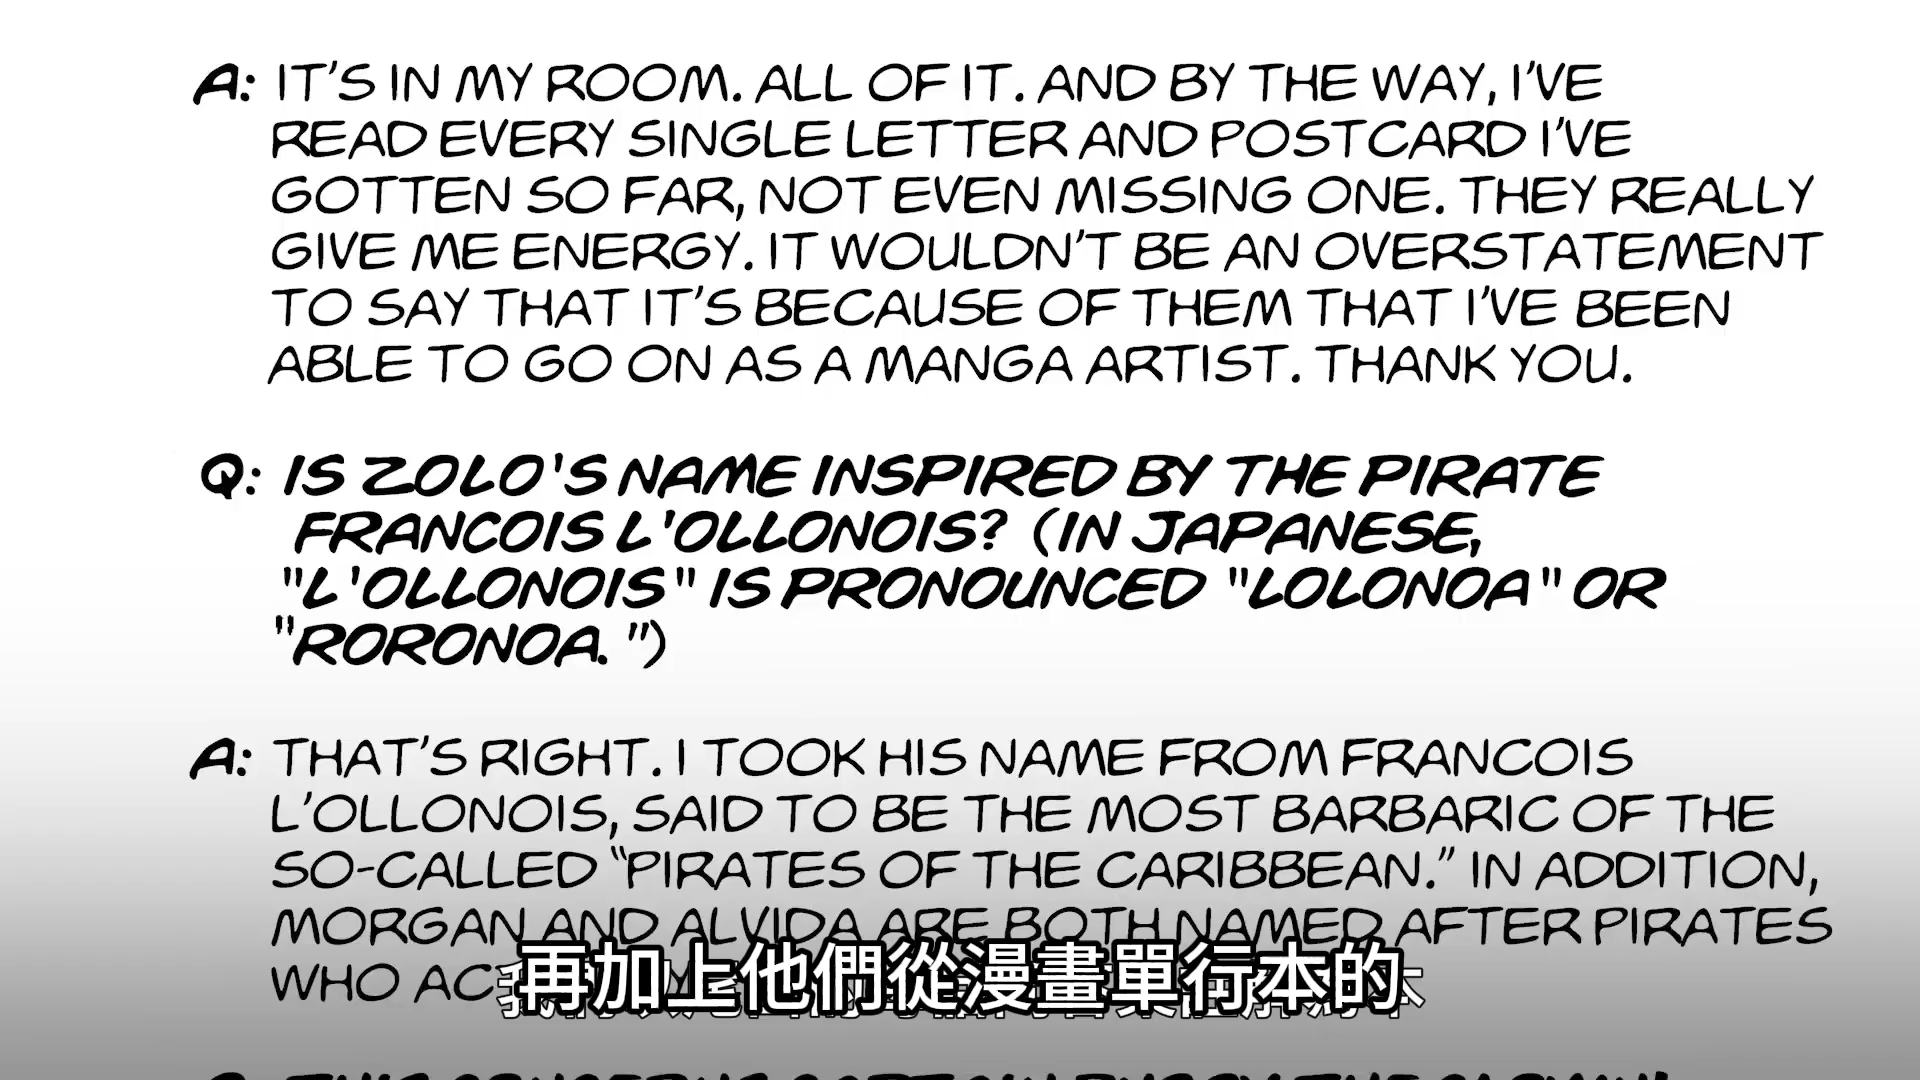 A: IT'S IN MY ROOM. ALL OF IT. AND BY THE WAY, I'VE
READ EVERY SINGLE LETTER AND POSTCARD I'VE
GOTTEN SO FAR, NOT EVEN MISSING ONE. THEY REALLY
GIVE ME ENERGY. IT WOULDN'T BE AN OVERSTATEMENT
TO SAY THAT IT'S BECAUSE OF THEM THAT I'VE BEEN
ABLE TO GO ON AS A MANGA ARTIST. THANK YOU.
Q: IS ZOLO'S NAME INSPIRED BY THE PIRATE
FRANCOIS L'OLLONOIS? (IN JAPANESE,
"L'OLLONOIS" IS PRONOUNCED "LOLONOA" OR
"RORONOA.")
A: THAT'S RIGHT. I TOOK HIS NAME FROM FRANCOIS
L'OLLONOIS, SAID TO BE THE MOST BARBARIC OF THE
SO-CALLED “PIRATES OF THE CARIBBEAN.” IN ADDITION,
MORGAN AND ALVIDA ARE BOTH NAMED AFTER PIRATES
WHO
再加上他們從漫畫單行本的